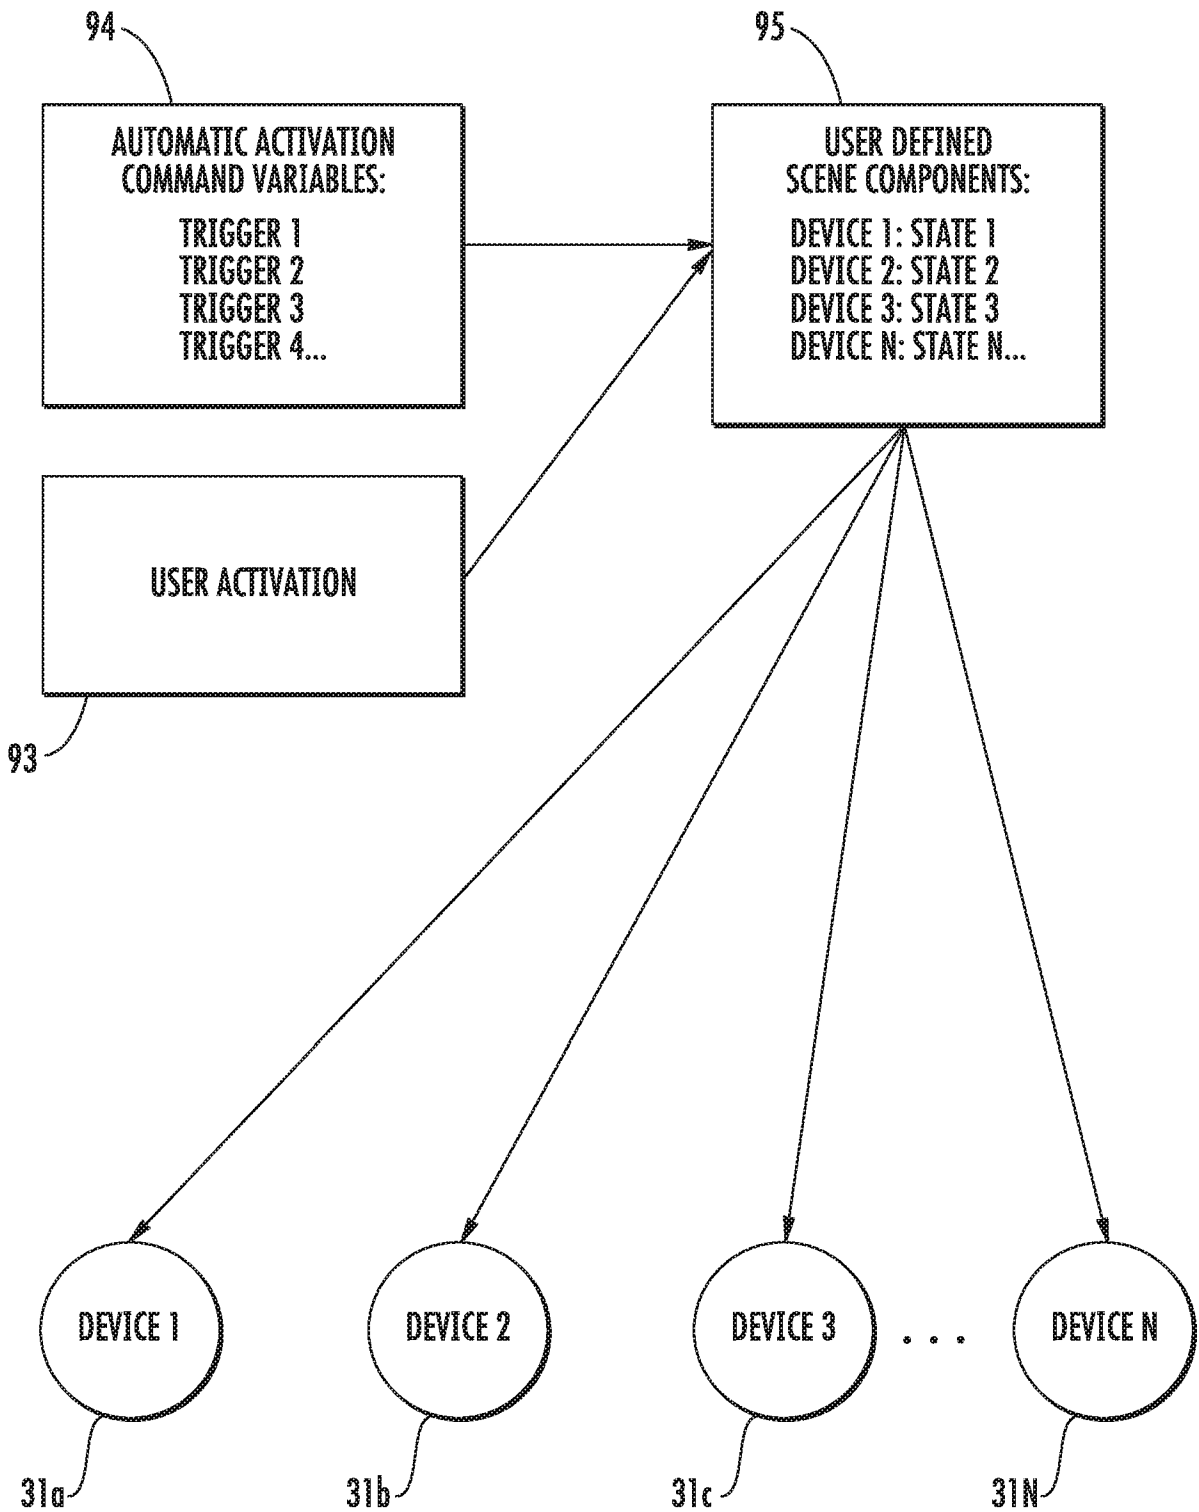 94
95
AUTOMATIC ACTIVATION
COMMAND VARIABLES:
TRIGGER 1
TRIGGER 2
TRIGGER 3
TRIGGER 4...
USER DEFINED
SCENE COMPONENTS:
DEVICE 1: STATE 1
DEVICE 2: STATE 2
DEVICE 3: STATE 3
DEVICE N: STATE N...
USER ACTIVATION
93
DEVICE 1
DEVICE 2
DEVICE 3
. . .
DEVICE N
31a
31b
31c
31N